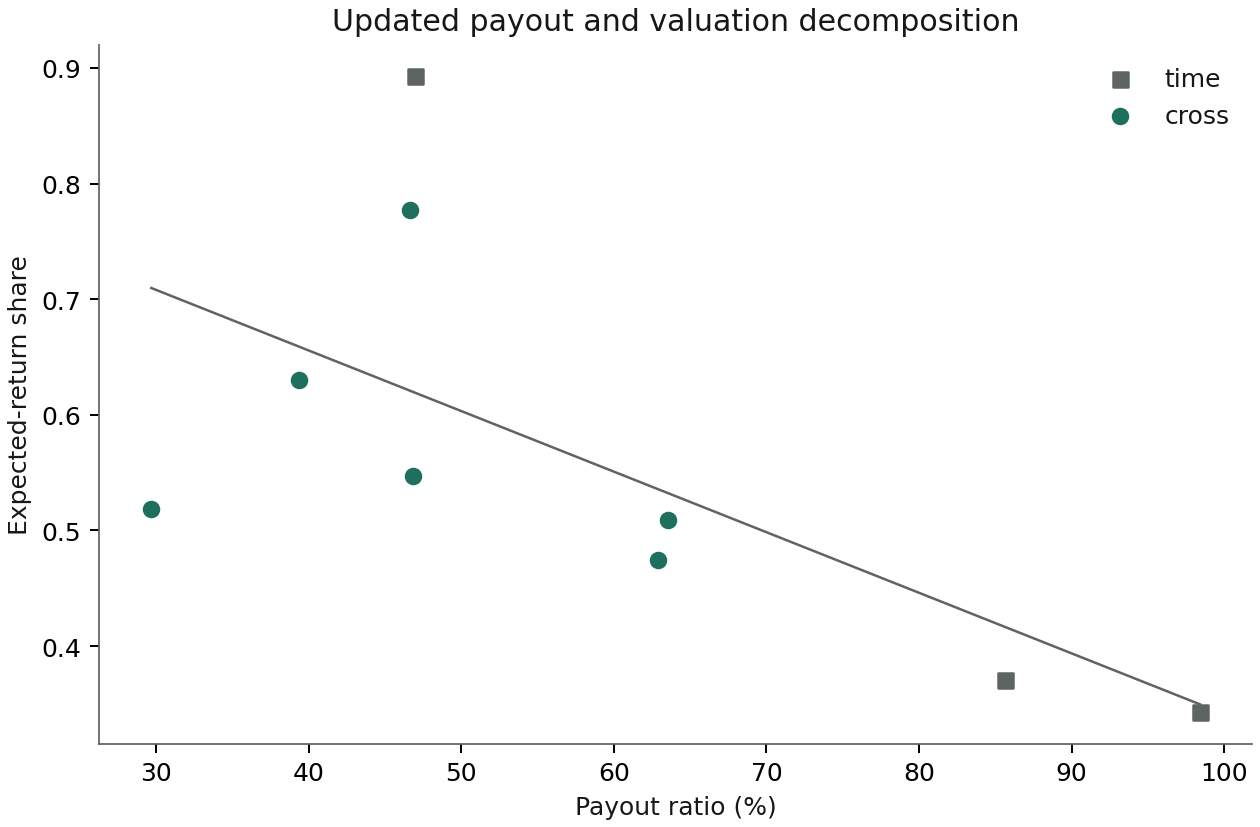 Updated payout and valuation decomposition
time
cross
Expected-return share
0.9
0.8
0.7
0.6
0.5
0.4
30 40 50 60 70 80 90 100
Payout ratio (%)